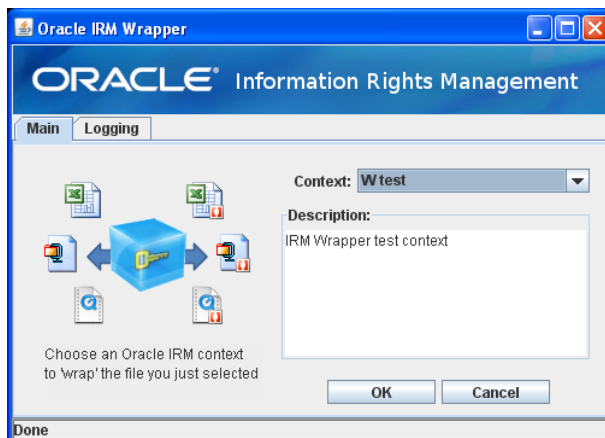 Oracle IRM Wrapper
ORACLE® Information Rights Management
Main Logging
Context: W test
Description:
IRM Wrapper test context
Choose an Oracle IRM context
to 'wrap' the file you just selected
OK Cancel
Done